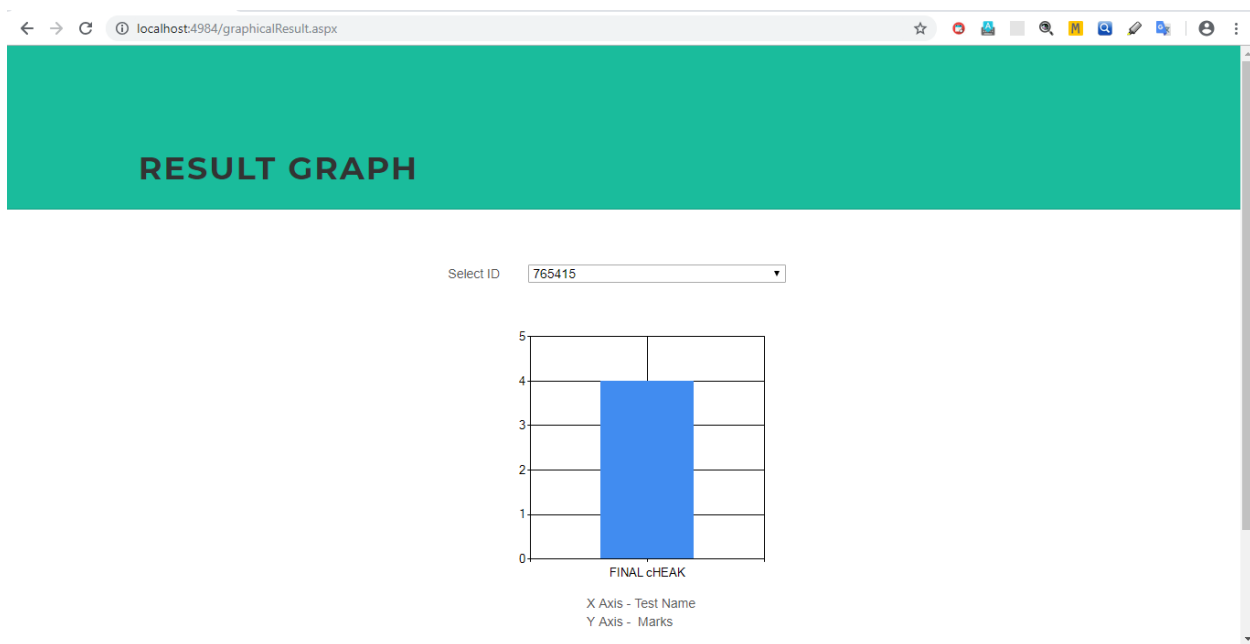 localhost:4984/graphicalResult.aspx
M
RESULT GRAPH
Select ID 765415
5
4
3
2
1
0
FINAL cHEAK
X Axis - Test Name
Y Axis - Marks